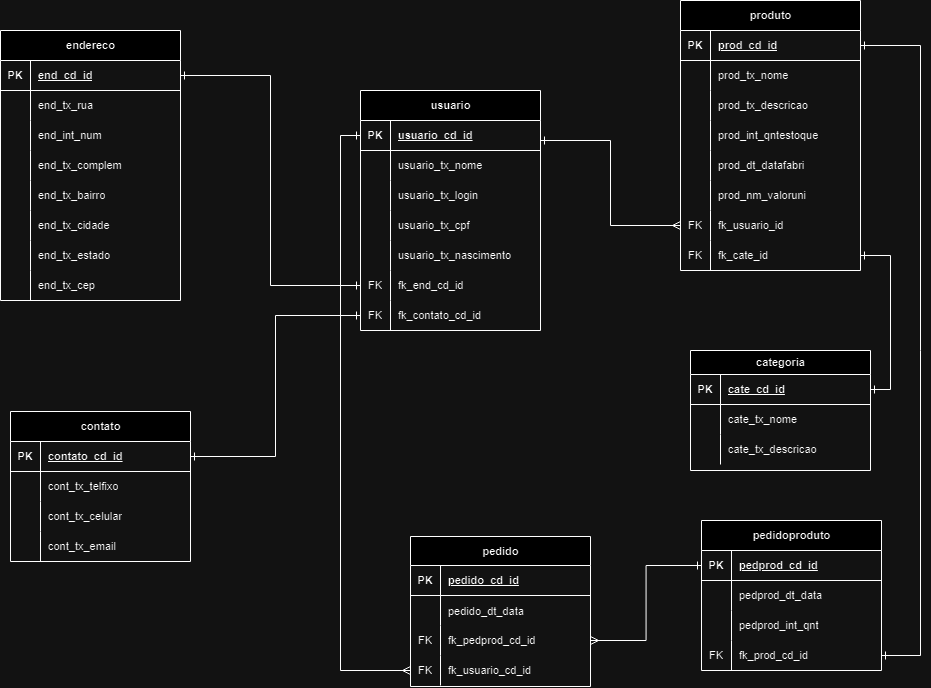 endereco
PK end_cd_id
end_tx_rua
end_int_num
end_tx_complem
end_tx_bairro
end_tx_cidade
end_tx_estado
end_tx_cep
usuario
PK usuario_cd_id
usuario_tx_nome
usuario_tx_login
usuario_tx_cpf
usuario_tx_nascimento
FK fk_end_cd_id
FK fk_contato_cd_id
produto
PK prod_cd_id
prod_tx_nome
prod_tx_descricao
prod_int_qntestoque
prod_dt_datafabri
prod_nm_valoruni
FK fk_usuario_id
FK fk_cate_id
categoria
PK cate_cd_id
cate_tx_nome
cate_tx_descricao
contato
PK contato_cd_id
cont_tx_telfixo
cont_tx_celular
cont_tx_email
pedido
PK pedido_cd_id
pedido_dt_data
FK fk_pedprod_cd_id
FK fk_usuario_cd_id
pedidoproduto
PK pedprod_cd_id
pedprod_dt_data
pedprod_int_qnt
FK fk_prod_cd_id